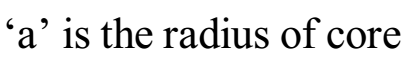 ‘a’ is the radius of core